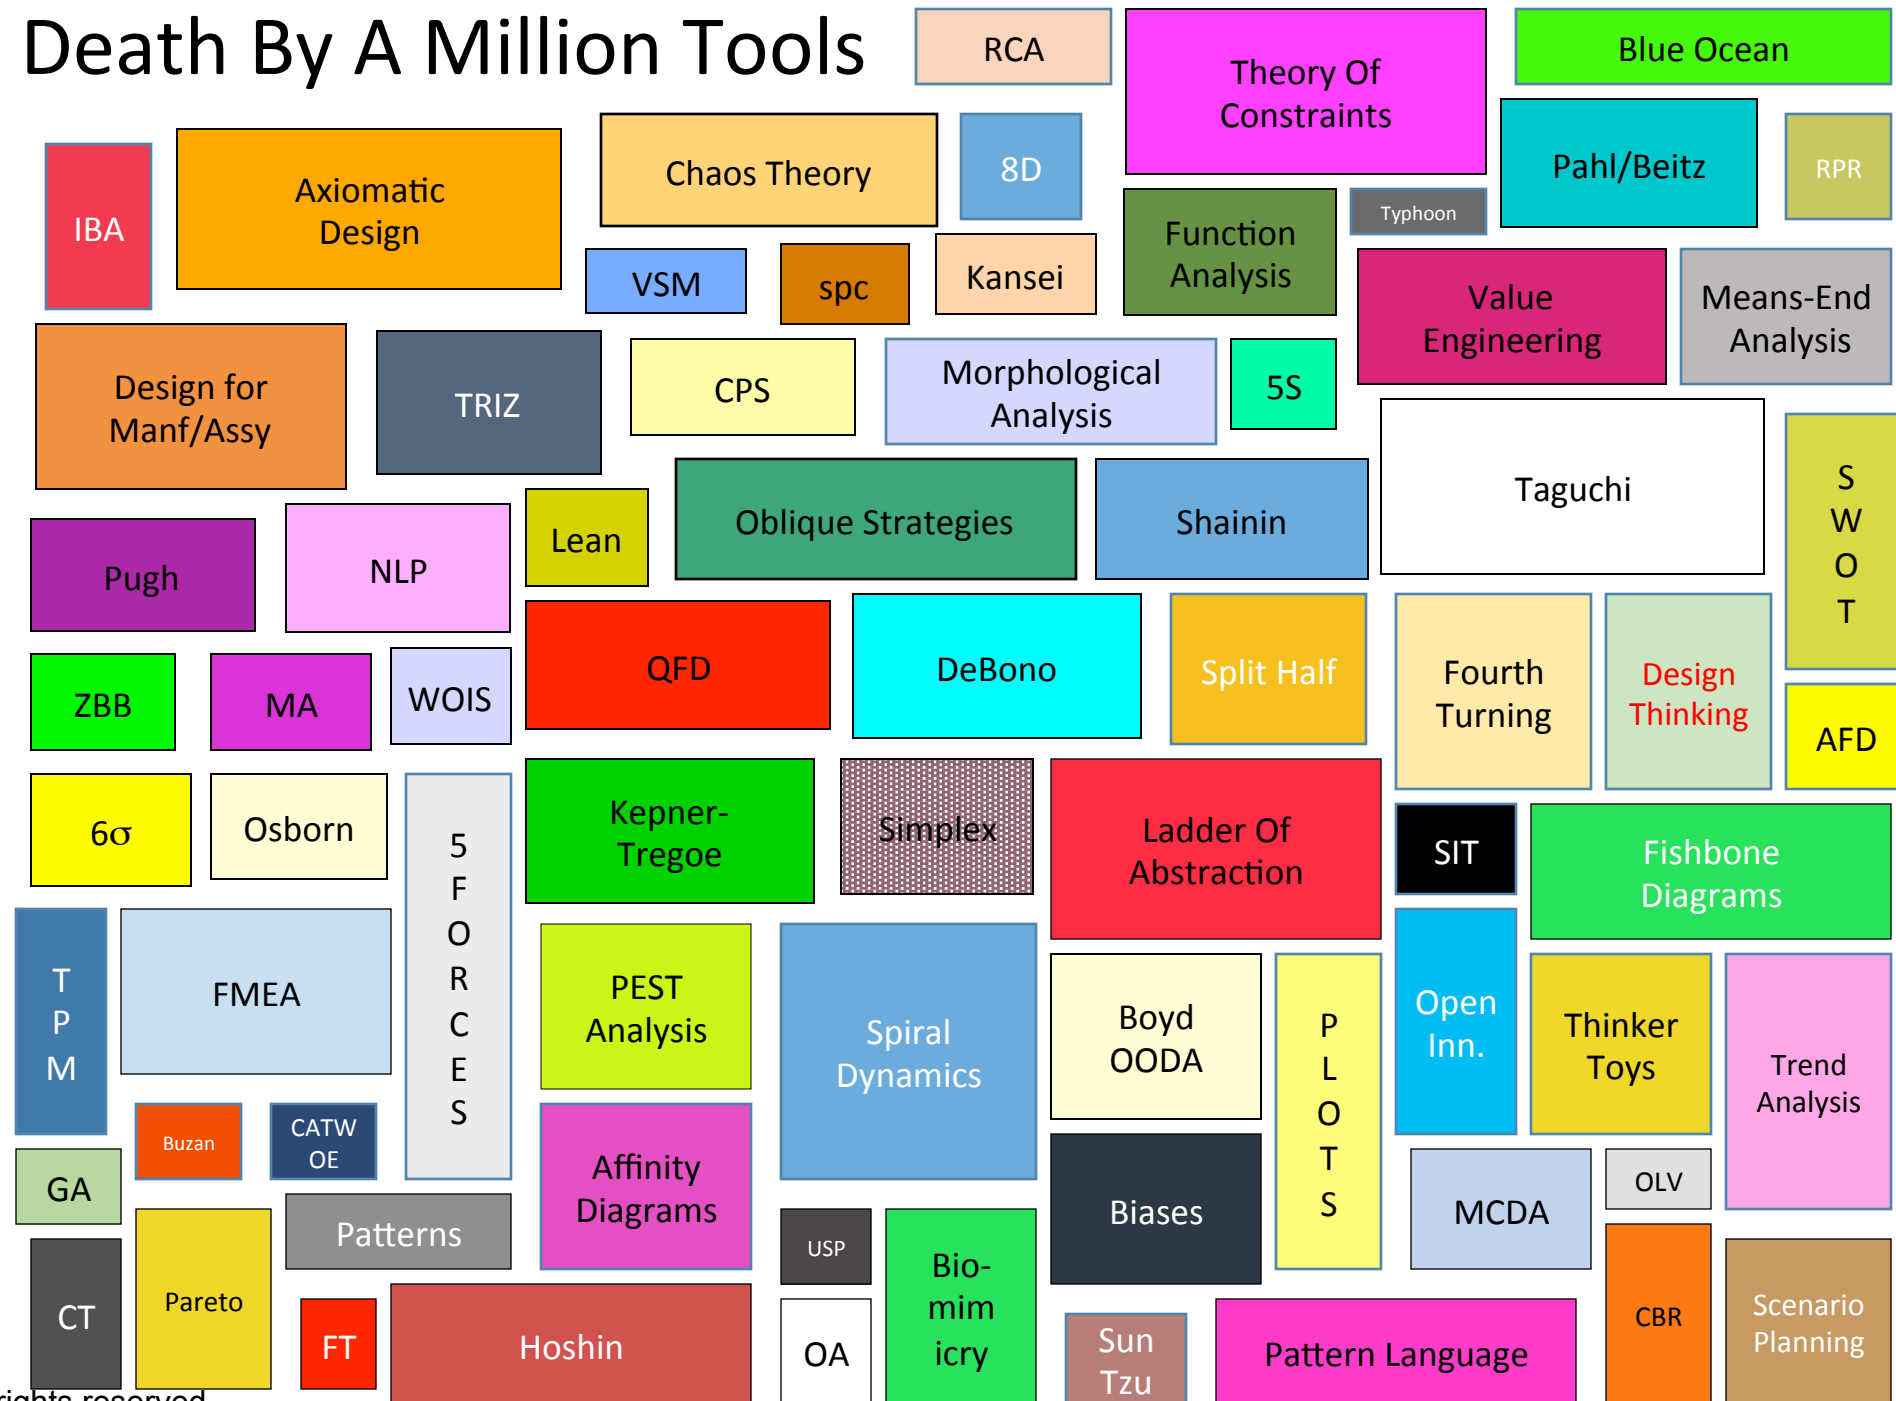 Death By A Million Tools
RCA
Theory Of
Constraints
Blue Ocean
IBA
Axiomatic
Design
Chaos Theory
8D
Pahl/Beitz
RPR
Typhoon
Function
Analysis
VSM
spc
Kansei
Value
Engineering
Means-End
Analysis
Design for
Manf/Assy
TRIZ
CPS
Morphological
Analysis
5S
Taguchi
S
W
O
T
Pugh
NLP
Lean
Oblique Strategies
Shainin
ZBB
MA
WOIS
QFD
DeBono
Split Half
Fourth
Turning
Design
Thinking
AFD
6σ
Osborn
5
F
O
R
C
E
S
Kepner-
Tregoe
Simplex
Ladder Of
Abstraction
SIT
Fishbone
Diagrams
T
P
M
FMEA
PEST
Analysis
Spiral
Dynamics
Boyd
OODA
P
L
O
T
S
Open
Inn.
Thinker
Toys
Trend
Analysis
Buzan
CATW
OE
Affinity
Diagrams
Biases
MCDA
OLV
GA
Patterns
USP
Bio-
mim
icry
CT
Pareto
FT
Hoshin
OA
Sun
Tzu
Pattern Language
CBR
Scenario
Planning
rights reserved